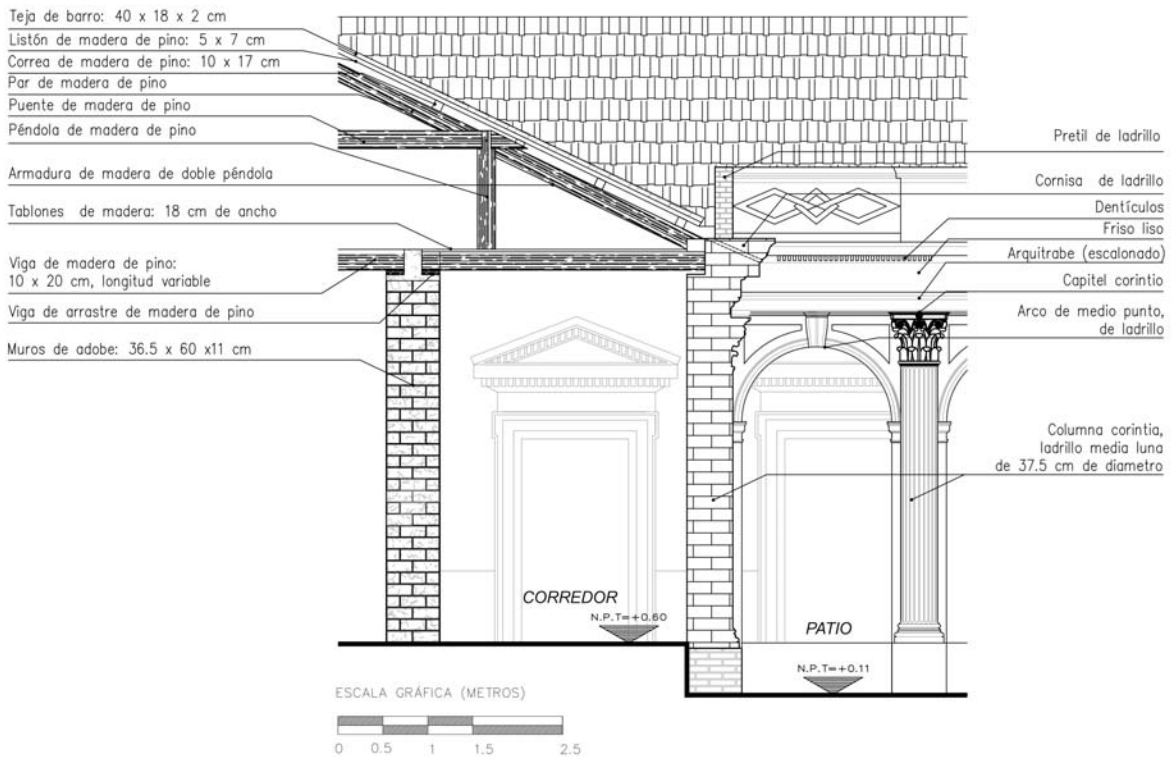 Teja de barro: 40 x 18 x 2 cm
Listón de madera de pino: 5 x 7 cm
Correa de madera de pino: 10 x 17 cm
Par de madera de pino
Puente de madera de pino
Péndola de madera de pino
Armadura de madera de doble péndola
Tablones de madera: 18 cm de ancho
Viga de madera de pino:
10 x 20 cm, longitud variable
Viga de arrastre de madera de pino
Muros de adobe: 36.5 x 60 x11 cm
Pretil de ladrillo
Cornisa de ladrillo
Dentículos
Friso liso
Arquitrabe (escalonado)
Capitel corintio
Arco de medio punto,
de ladrillo
Columna corintia,
ladrillo media luna
de 37.5 cm de diametro
CORREDOR
N.P.T=+0.60
PATIO
N.P.T=+0.11
ESCALA GRÁFICA (METROS)
0 0.5 1 1.5 2.5